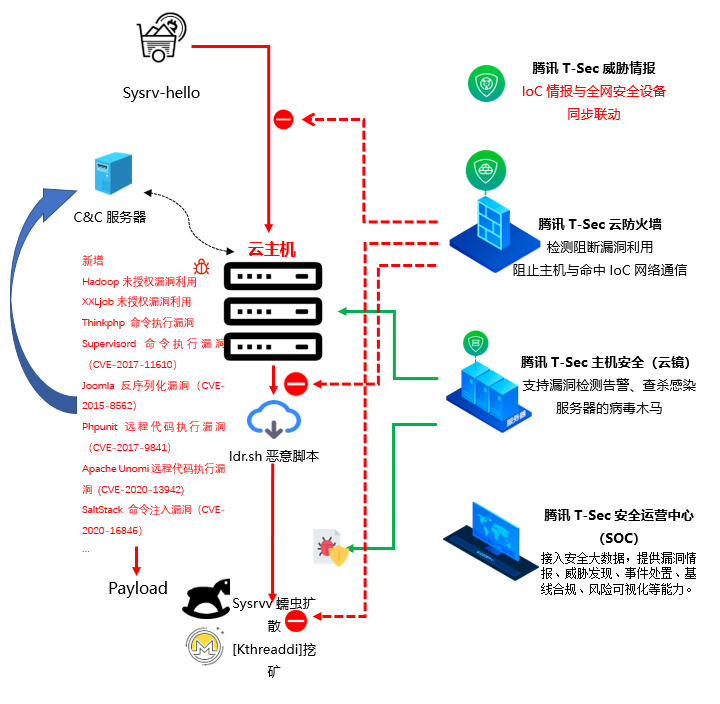 Sysrv-hello
C&C 服务器
云主机
新增
Hadoop 未授权漏洞利用
XXLjob 未授权漏洞利用
Thinkphp 命令执行漏洞
Supervisord 命令执行漏洞
（CVE-2017-11610）
Joomla 反序列化漏洞（CVE-
2015-8562）
Phpunit 远程代码执行漏洞
（CVE-2017-9841）
Apache Unomi 远程代码执行漏
洞（CVE-2020-13942）
SaltStack 命令注入漏洞（CVE-
2020-16846）
...
Payload
ldr.sh 恶意脚本
Sysrvv 蠕虫扩
散
[Kthreaddi]挖
矿
腾讯 T-Sec 威胁情报
IoC 情报与全网安全设备
同步联动
腾讯 T-Sec 云防火墙
检测阻断漏洞利用
阻止主机与命中 IoC 网络通信
腾讯 T-Sec 主机安全（云镜）
支持漏洞检测告警、查杀感染
服务器的病毒木马
服务器
腾讯 T-Sec 安全运营中心
（SOC）
接入安全大数据，提供漏洞情
报、威胁发现、事件处置、基
线合规、风险可视化等能力。